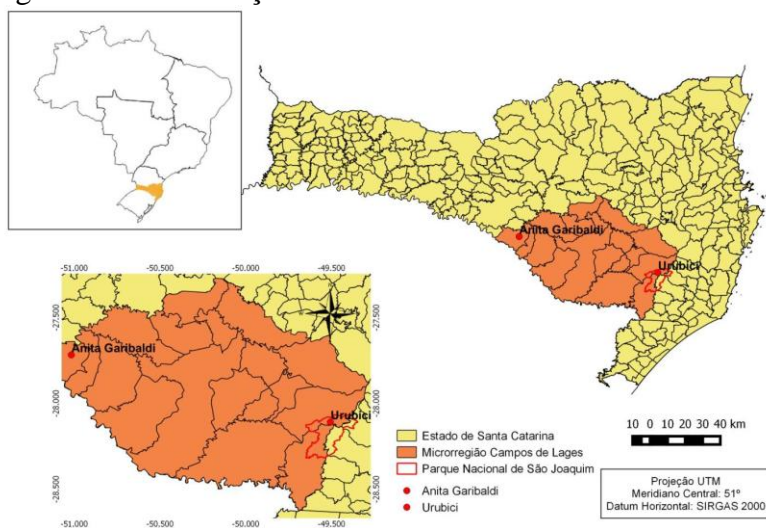 Anita Garibaldi
Urubici
-51.000 -50.500 -50.000 -49.500
-27.500
-28.000
-28.500
-27.500
-28.000
-28.500
Anita Garibaldi
Urubici
-51.000 -50.500 -50.000 -49.500
Estado de Santa Catarina
Microrregião Campos de Lages
Parque Nacional de São Joaquim
Anita Garibaldi
Urubici
10 0 10 20 30 40 km
Projeção UTM
Meridiano Central: 51º
Datum Horizontal: SIRGAS 2000